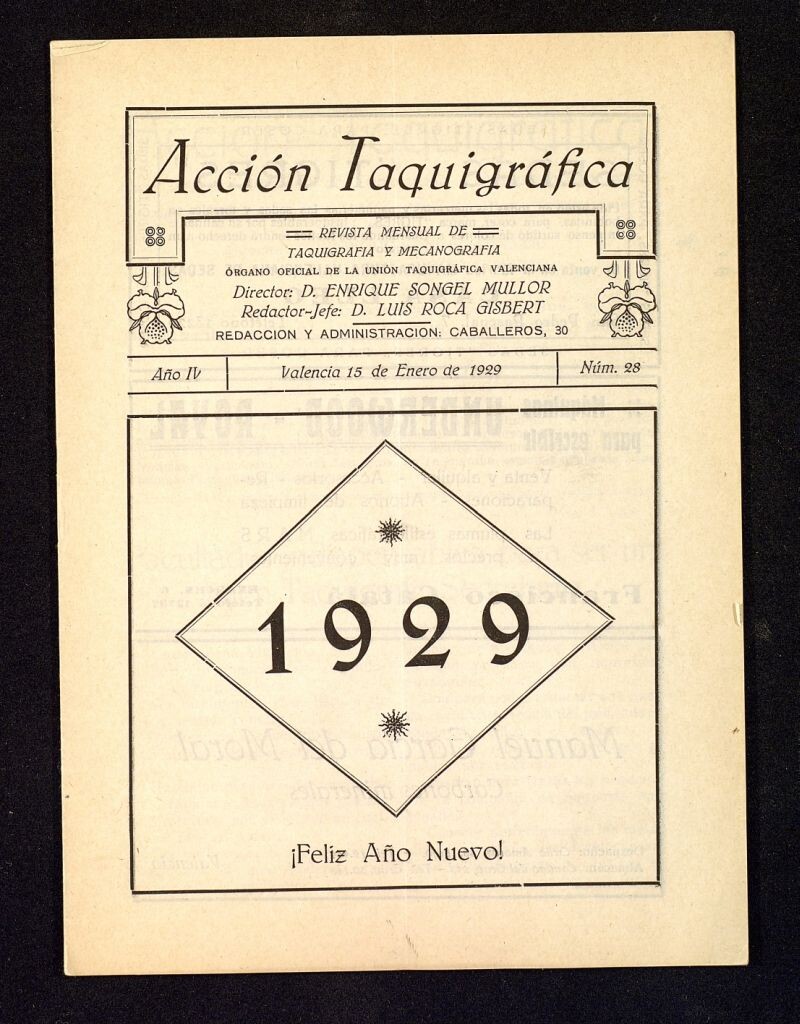 Acción Taquigráfica
REVISTA MENSUAL DE
TAQUIGRAFIA Y MECANOGRAFIA
ÓRGANO OFICIAL DE LA UNIÓN TAQUIGRÁFICA VALENCIANA
Director: D. ENRIQUE SONGEL MULLOR
Redactor-Jefe: D. LUIS ROCA GISBERT
REDACCION Y ADMINISTRACION: CABALLEROS, 30
Año IV Valencia 15 de Enero de 1929 Núm. 28
1929
¡Feliz Año Nuevo!